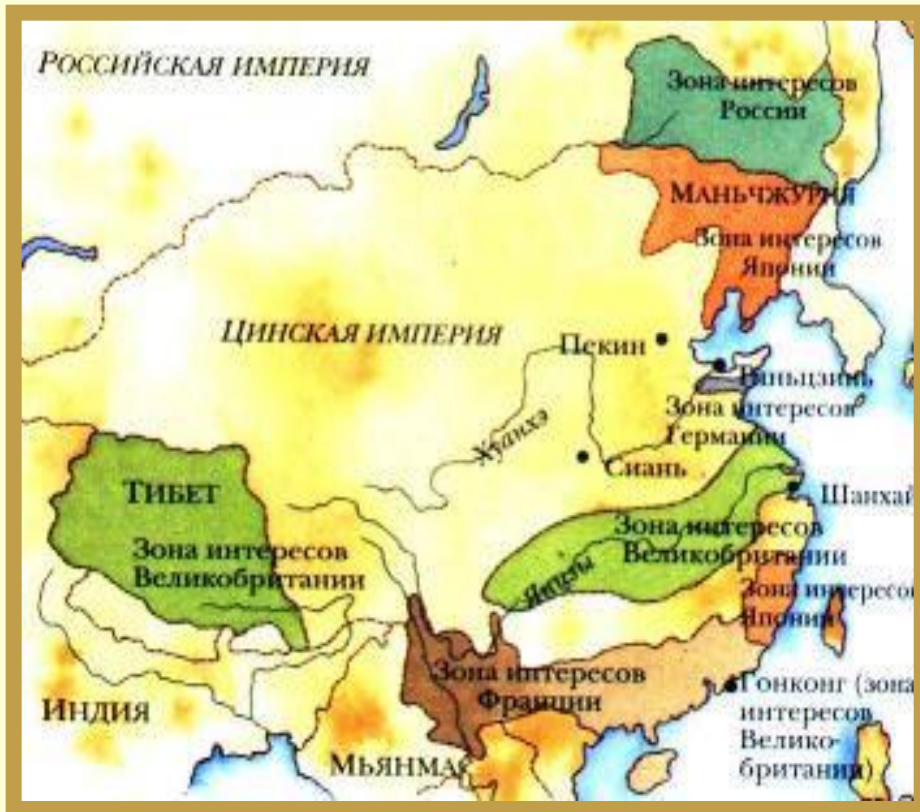 РОССИЙСКАЯ ИМПЕРИЯ
Зона интересов
России
МАНЬЧЖУРИЯ
Зона интересов
Японии
ЦИНСКАЯ ИМПЕРИЯ
Пекин
Тяньцзинь
Зона интересов
Германии
Хуанхэ
Сиань
ТИБЕТ
Шанхай
Зона интересов
Великобритании
Зона интересов
Великобритании
Янцзы
Зона интересов
Японии
Зона интересов
Франции
Гонконг (зона
интересов
Велико-
британии)
ИНДИЯ
МЬЯНМА